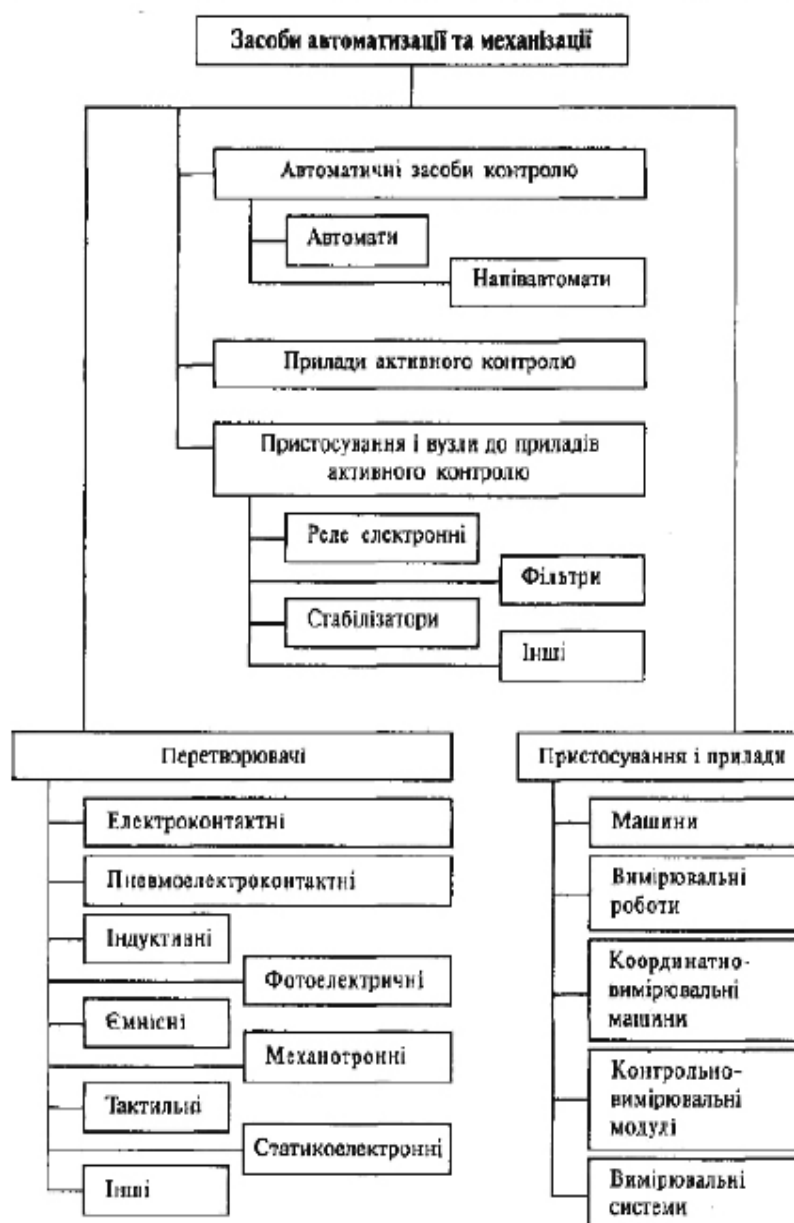 Засоби автоматизації та механізації
Автоматичні засоби контролю
Автомати
Напівавтомати
Прилади активного контролю
Пристосування і вузли до приладів
активного контролю
Реле електронні
Фільтри
Стабілізатори
Інші
Перетворювачі
Електроконтактні
Пневмоелектроконтактні
Індуктивні
Фотоелектричні
Ємнісні
Механотронні
Тактильні
Статикоелектронні
Інші
Пристосування і прилади
Машини
Вимірювальні
роботи
Координатно-
вимірювальні
машини
Контрольно-
вимірювальні
модулі
Вимірювальні
системи